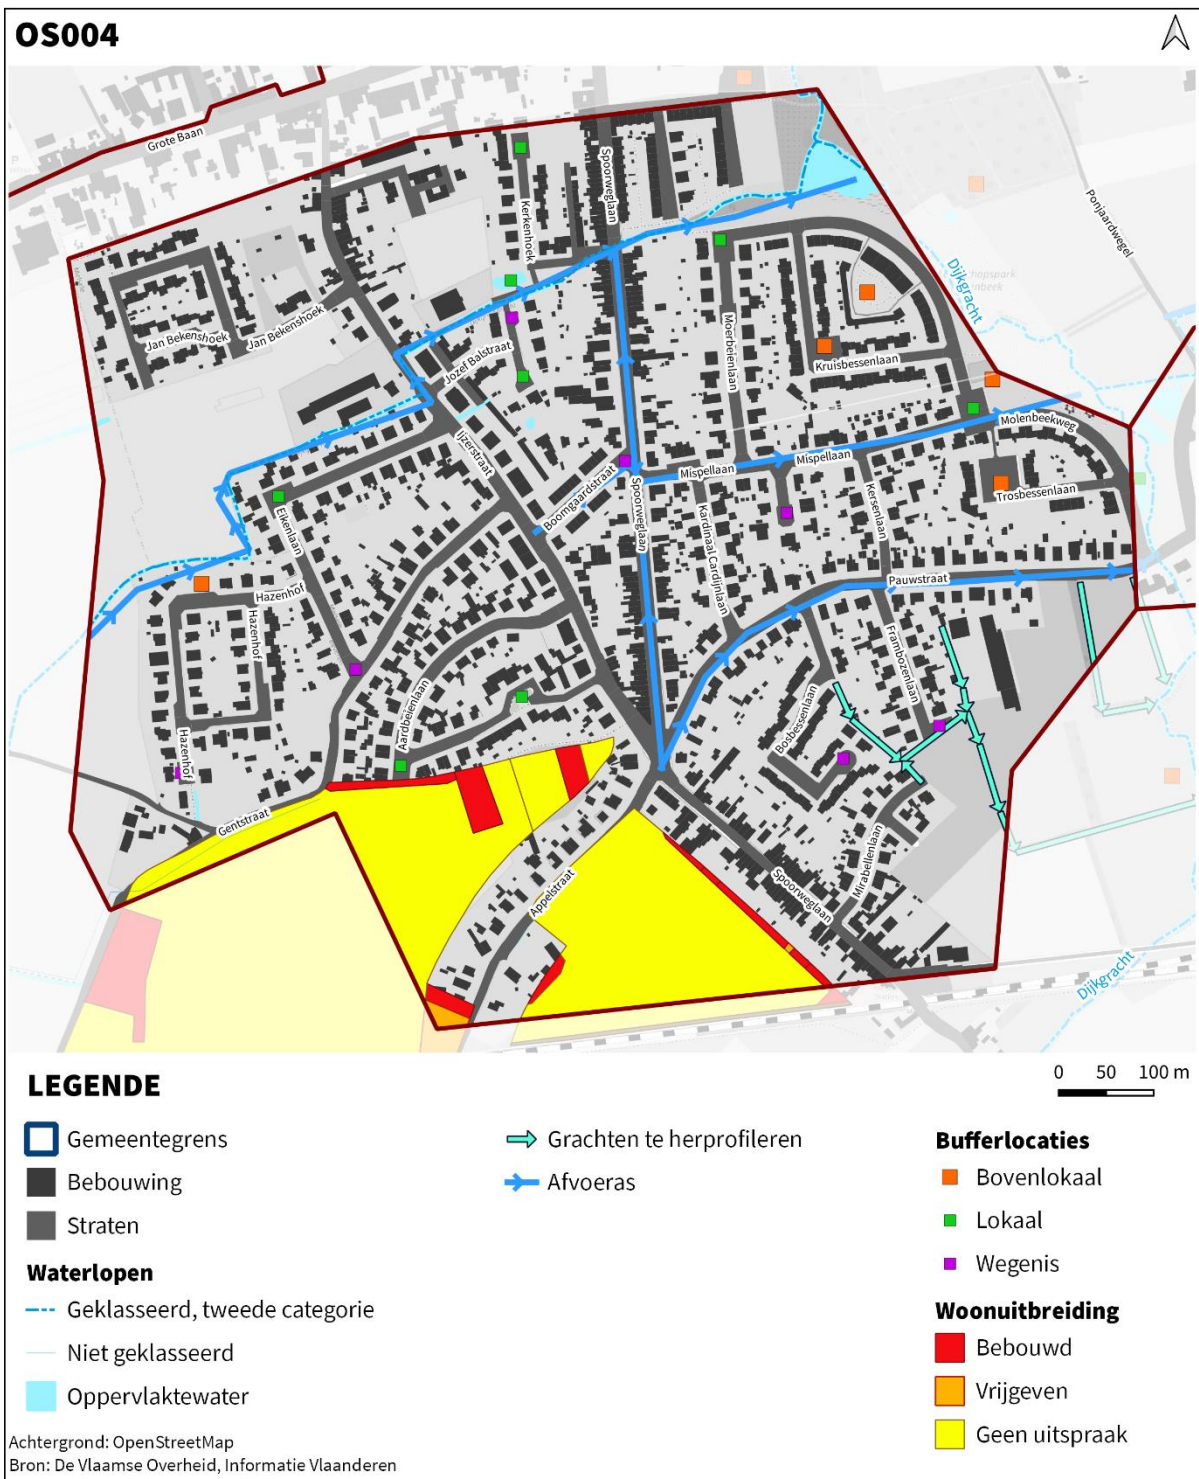 OS004
Grote Baan
Spoorweglaan
Kerkenhoek
Ponjaardwegel
Dijkgracht
Jan Bekenshoek
Jan Bekenshoek
Jozef Balstraat
Moerbeienlaan
Kruisbessenlaan
Molenbeekweg
Ijzerstraat
Mispellaan
Mispellaan
Boomgaardstraat
Spoorweglaan
Kersenlaan
Trosbessenlaan
Eikenlaan
Kardinaal Cardijnlaan
Pauwstraat
Hazenhof
Hazenhof
Frambozenlaan
Aardbeienlaan
Bosbessenlaan
Hazenhof
Gentstraat
Mirabellenlaan
Appelstraat
Spoorweglaan
Dijkgracht
LEGENDE
0 50 100 m
Gemeentegrens
Bebouwing
Straten
Waterlopen
Geklasseerd, tweede categorie
Niet geklasseerd
Oppervlaktewater
Grachten te herprofileren
Afvoeras
Bufferlocaties
Bovenlokaal
Lokaal
Wegenis
Woonuitbreiding
Bebouwd
Vrijgeven
Geen uitspraak
Achtergrond: OpenStreetMap
Bron: De Vlaamse Overheid, Informatie Vlaanderen